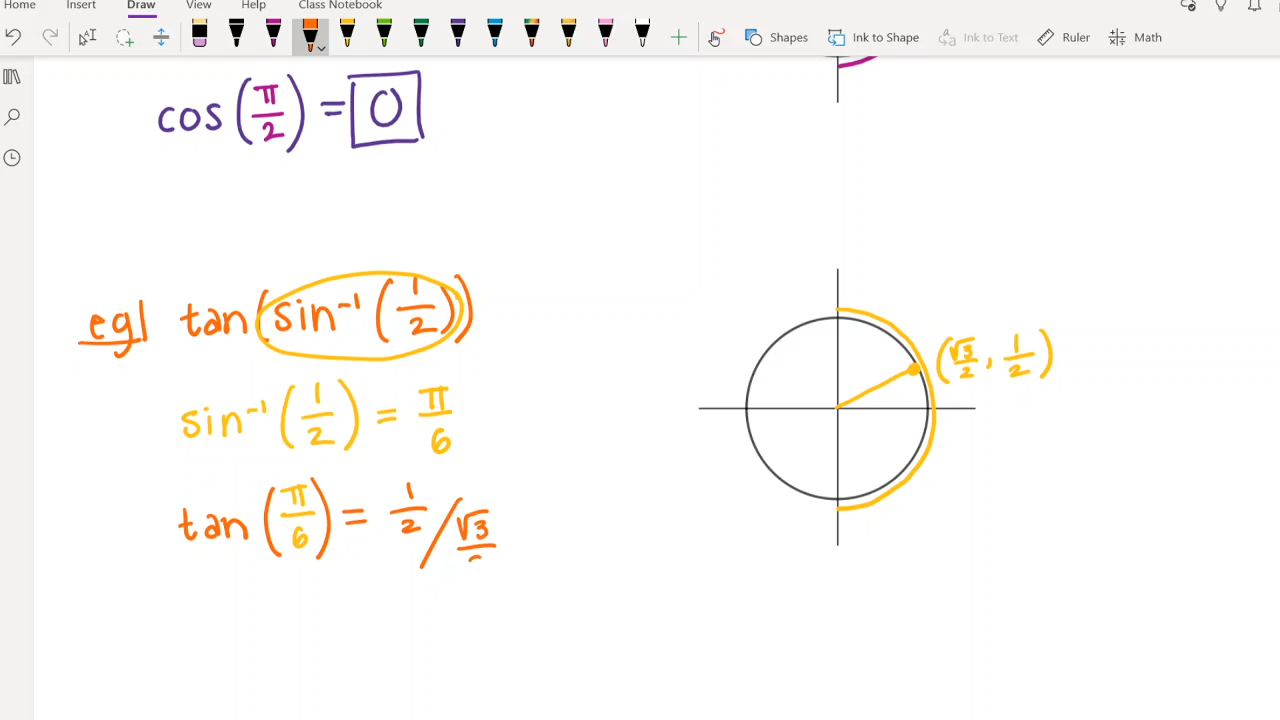 Home Insert Draw View Help Class Notebook
Shapes Ink to Shape Ink to Text Ruler Math
cos(π/2) = 0
eg| tan(sin⁻¹(1/2))
sin⁻¹(1/2) = π/6
tan(π/6) = 1/2 / √3/
(√3/2, 1/2)